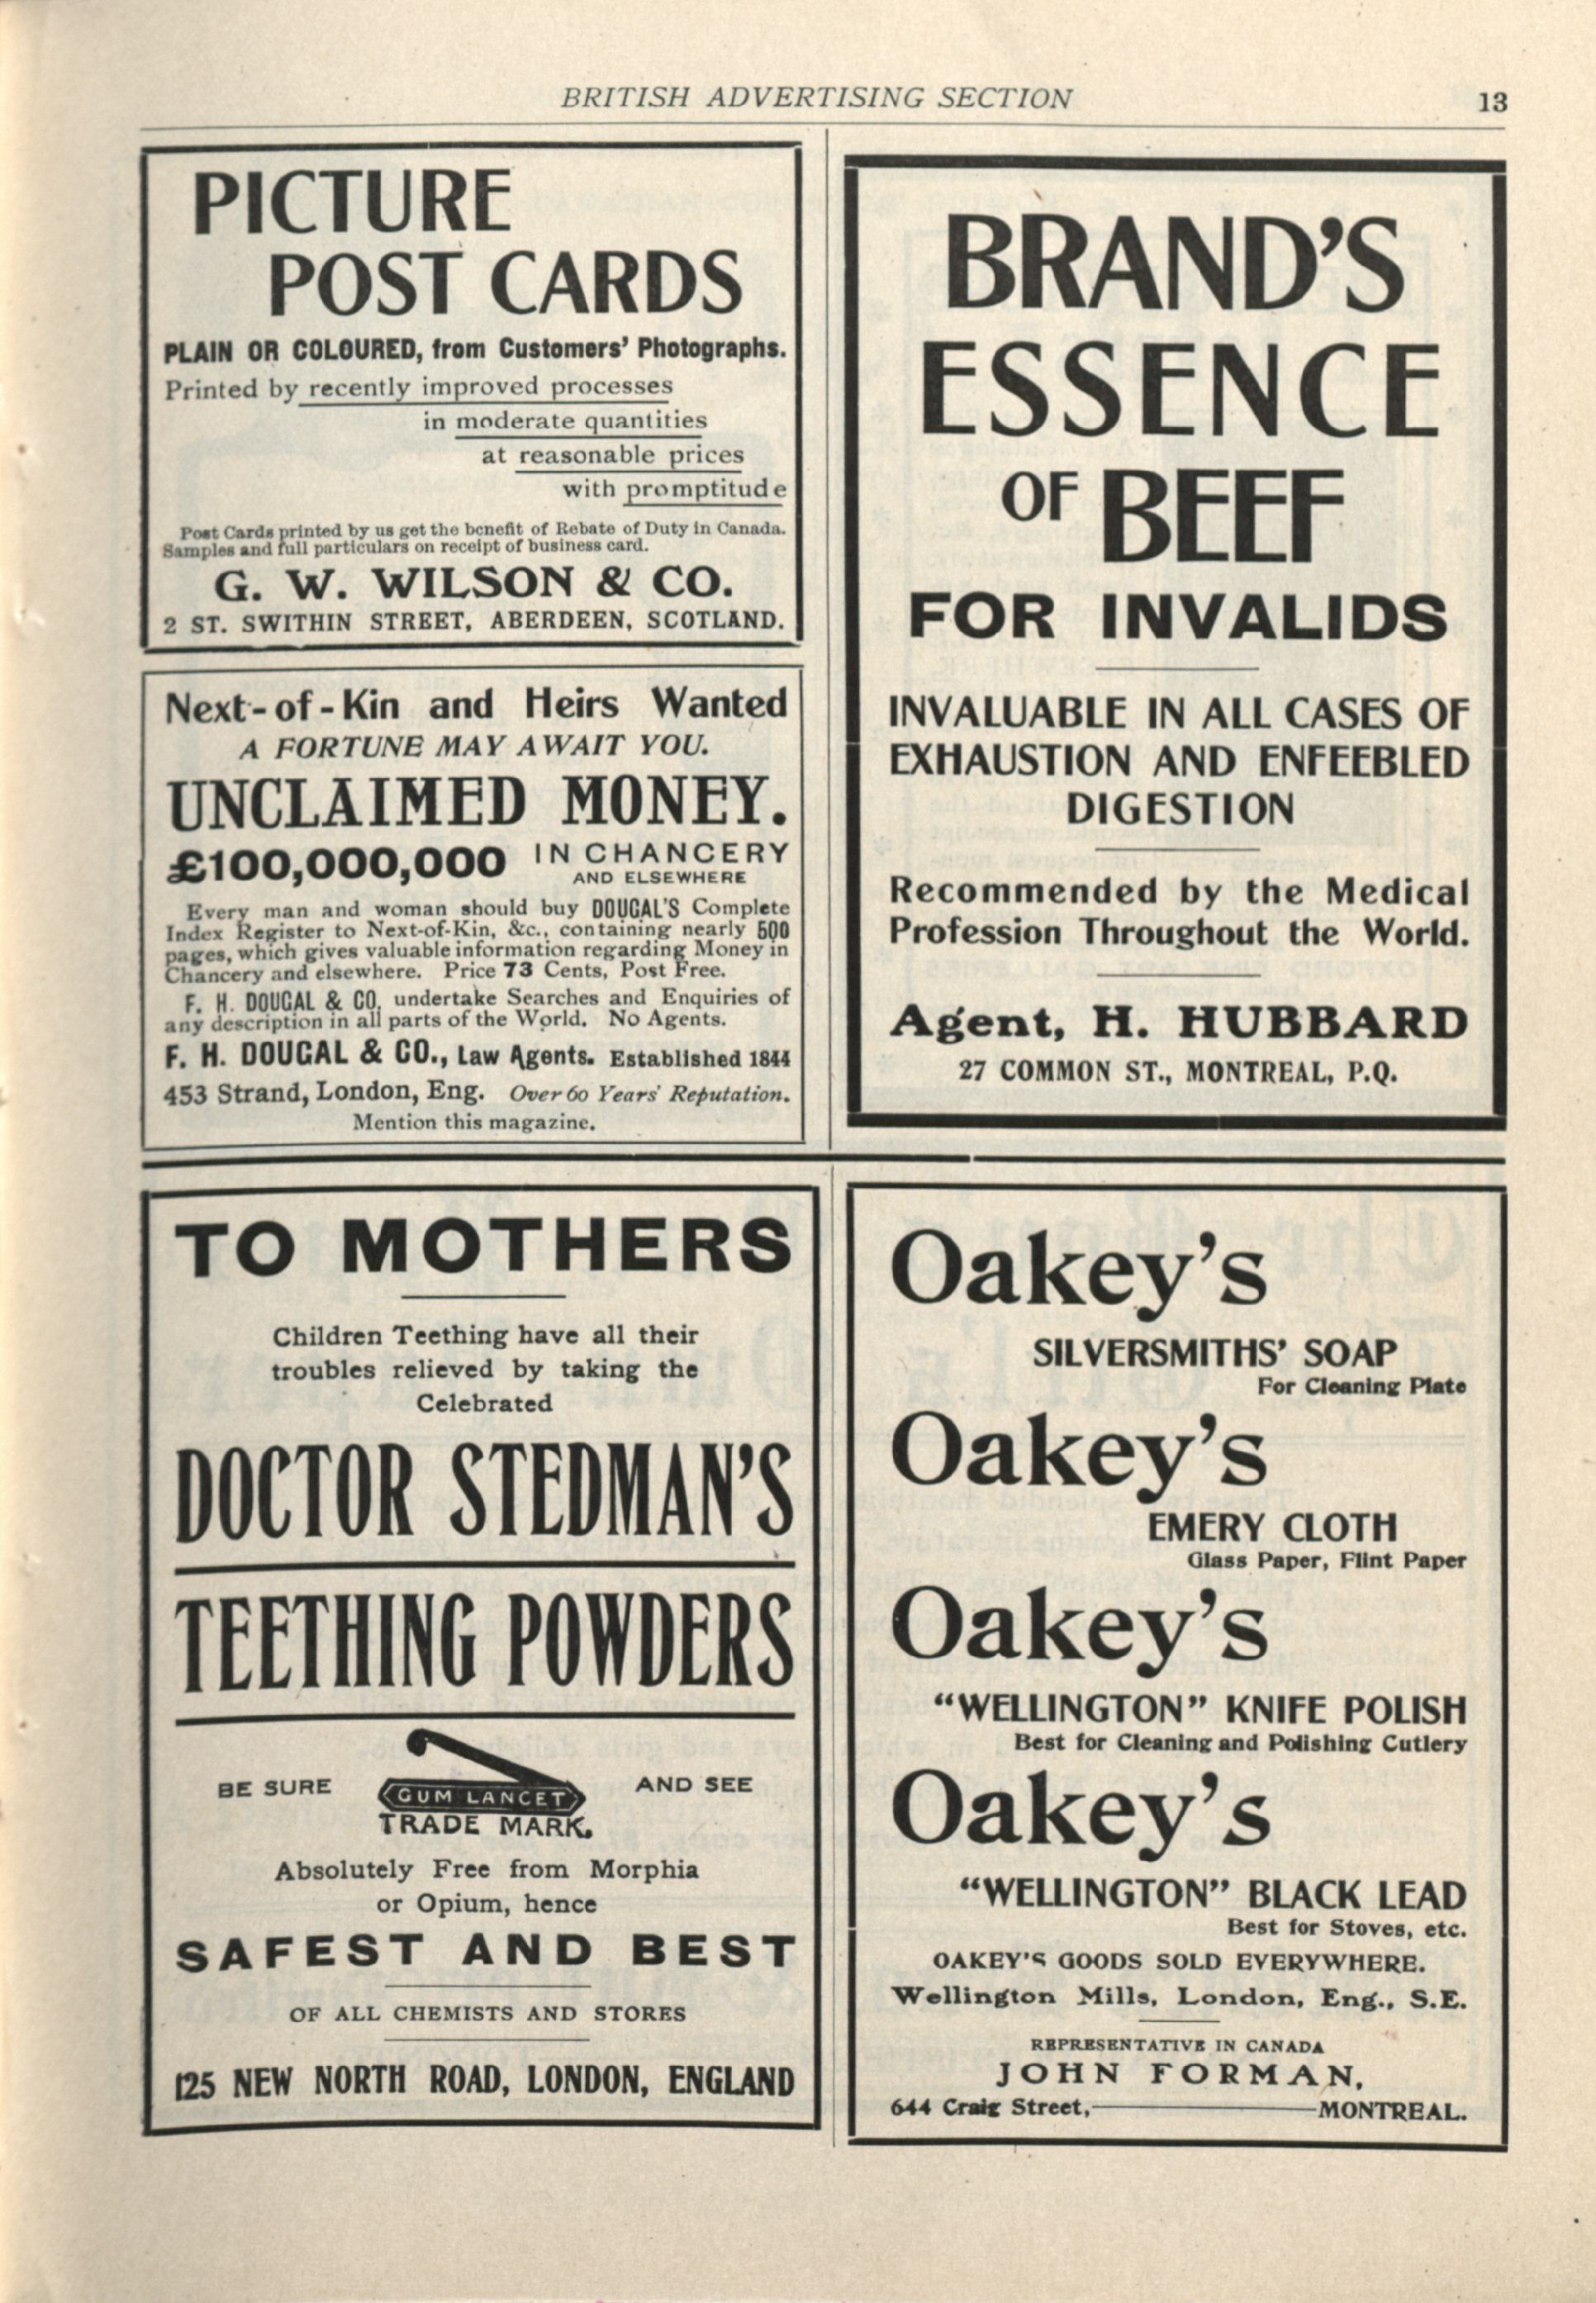 BRITISH ADVERTISING SECTION
13
PICTURE
POST CARDS
PLAIN OR COLOURED, from Customers' Photographs.
Printed by recently improved processes
in moderate quantities
at reasonable prices
with promptitude
Post Cards printed by us get the benefit of Rebate of Duty in Canada.
Samples and full particulars on receipt of business card.
G. W. WILSON & CO.
2 ST. SWITHIN STREET, ABERDEEN, SCOTLAND.
Next-of-Kin and Heirs Wanted
A FORTUNE MAY AWAIT YOU.
UNCLAIMED MONEY.
£100,000,000 IN CHANCERY
AND ELSEWHERE
Every man and woman should buy DOUGAL'S Complete
Index Register to Next-of-Kin, &c., containing nearly 500
pages, which gives valuable information regarding Money in
Chancery and elsewhere. Price 73 Cents, Post Free.
F. H. DOUGAL & CO. undertake Searches and Enquiries of
any description in all parts of the World. No Agents.
F. H. DOUGAL & CO., Law Agents. Established 1844
453 Strand, London, Eng. Over 60 Years' Reputation.
Mention this magazine.
BRAND'S
ESSENCE
OF BEEF
FOR INVALIDS
INVALUABLE IN ALL CASES OF
EXHAUSTION AND ENFEEBLED
DIGESTION
Recommended by the Medical
Profession Throughout the World.
Agent, H. HUBBARD
27 COMMON ST., MONTREAL, P.Q.
TO MOTHERS
Children Teething have all their
troubles relieved by taking the
Celebrated
DOCTOR STEDMAN'S
TEETHING POWDERS
BE SURE GUM LANCET AND SEE
TRADE MARK.
Absolutely Free from Morphia
or Opium, hence
SAFEST AND BEST
OF ALL CHEMISTS AND STORES
125 NEW NORTH ROAD, LONDON, ENGLAND
Oakey's
SILVERSMITHS' SOAP
For Cleaning Plate
Oakey's
EMERY CLOTH
Glass Paper, Flint Paper
Oakey's
"WELLINGTON" KNIFE POLISH
Best for Cleaning and Polishing Cutlery
Oakey's
"WELLINGTON" BLACK LEAD
Best for Stoves, etc.
OAKEY'S GOODS SOLD EVERYWHERE.
Wellington Mills, London, Eng., S.E.
REPRESENTATIVE IN CANADA
JOHN FORMAN,
644 Craig Street, MONTREAL.